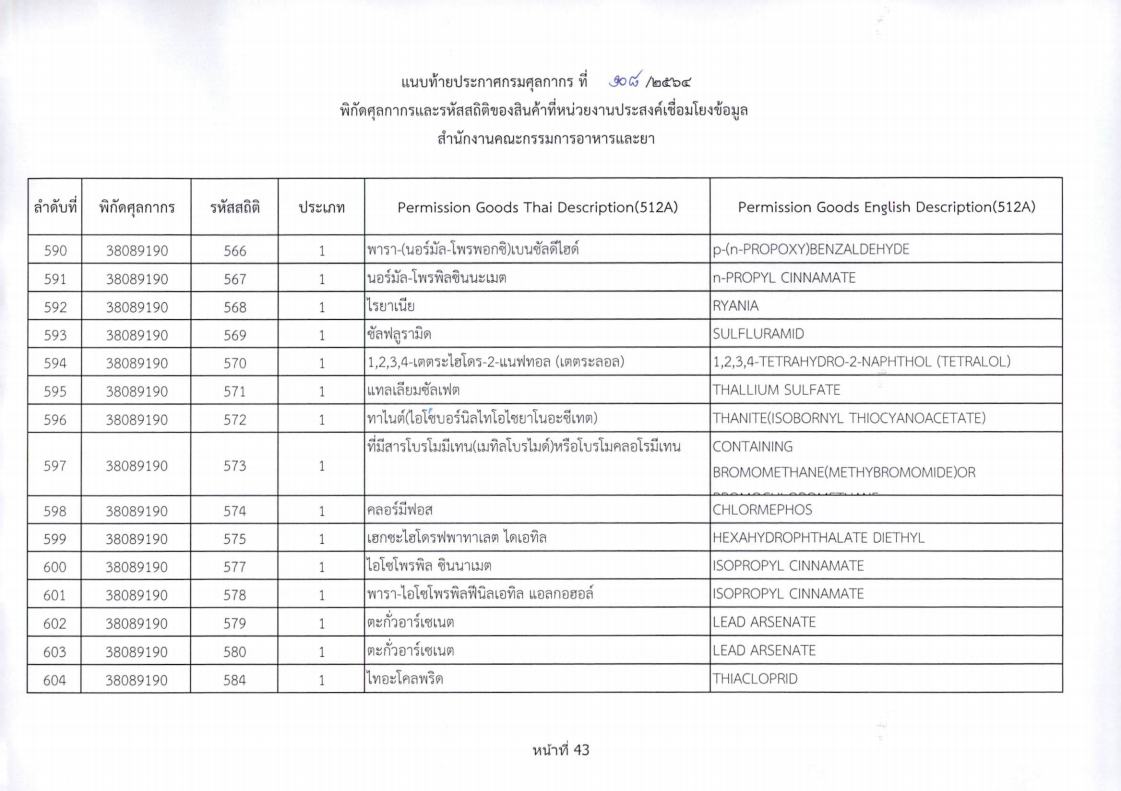 แนบท้ายประกาศกรมศุลกากร ที่ ๑๐๘ /๒๕๖๔
พิกัดศุลกากรและรหัสสถิติของสินค้าที่หน่วยงานประสงค์เชื่อมโยงข้อมูล
สำนักงานคณะกรรมการอาหารและยา
ลำดับที่ พิกัดศุลกากร รหัสสถิติ ประเภท Permission Goods Thai Description(512A) Permission Goods English Description(512A)
590 38089190 566 1 พารา-(นอร์มัล-โพรพอกซิ)เบนซัลดีไฮด์ p-(n-PROPOXY)BENZALDEHYDE
591 38089190 567 1 นอร์มัล-โพรพิลซินนะเมต n-PROPYL CINNAMATE
592 38089190 568 1 ไรยาเนีย RYANIA
593 38089190 569 1 ซัลฟลูรามิด SULFLURAMID
594 38089190 570 1 1,2,3,4-เตตระไฮโดร-2-แนฟทอล (เตตระลอล) 1,2,3,4-TETRAHYDRO-2-NAPHTHOL (TETRALOL)
595 38089190 571 1 แทลเลียมซัลเฟต THALLIUM SULFATE
596 38089190 572 1 ทาไนต์(ไอโซบอร์นิลไทโอไซยาโนอะซีเทต) THANITE(ISOBORNYL THIOCYANOACETATE)
597 38089190 573 1 ที่มีสารโบรโมมีเทน(เมทิลโบรไมด์)หรือโบรโมคลอโรมีเทน CONTAINING
BROMOMETHANE(METHYBROMOMIDE)OR
598 38089190 574 1 คลอร์มีฟอส CHLORMEPHOS
599 38089190 575 1 เฮกซะไฮโดรฟพาทาเลต ไดเอทิล HEXAHYDROPHTHALATE DIETHYL
600 38089190 577 1 ไอโซโพรพิล ซินนาเมต ISOPROPYL CINNAMATE
601 38089190 578 1 พารา-ไอโซโพรพิลฟีนิลเอทิล แอลกอฮอล์ ISOPROPYL CINNAMATE
602 38089190 579 1 ตะกั่วอาร์เซเนต LEAD ARSENATE
603 38089190 580 1 ตะกั่วอาร์เซเนต LEAD ARSENATE
604 38089190 584 1 ไทอะโคลพริด THIACLOPRID
หน้าที่ 43